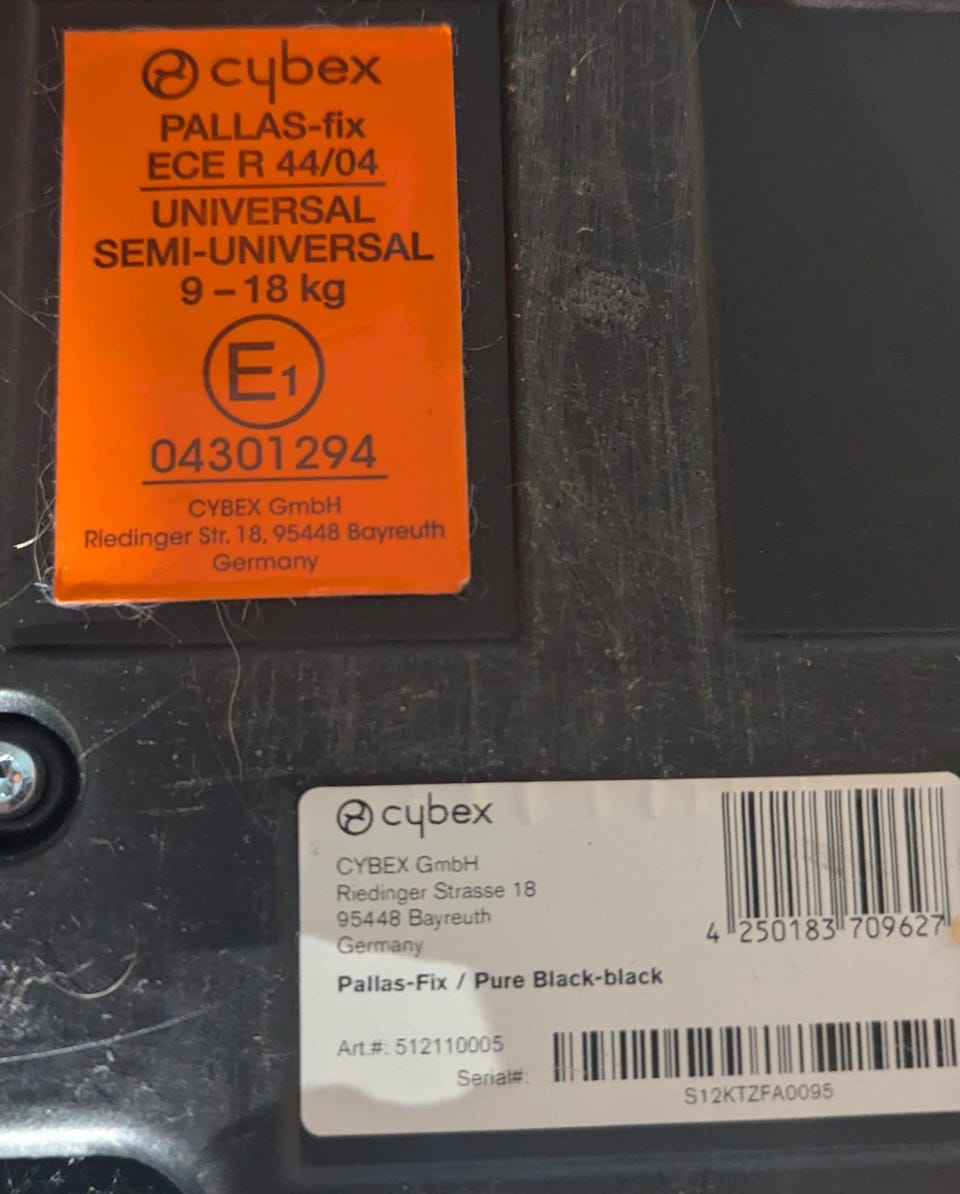 cybex
PALLAS-fix
ECE R 44/04
UNIVERSAL
SEMI-UNIVERSAL
9 – 18 kg
E1
04301294
CYBEX GmbH
Riedinger Str. 18, 95448 Bayreuth
Germany
cybex
CYBEX GmbH
Riedinger Strasse 18
95448 Bayreuth
Germany
4 250183 709627
Pallas-Fix / Pure Black-black
Art.#: 512110005
Serial#:
S12KTZFA0095